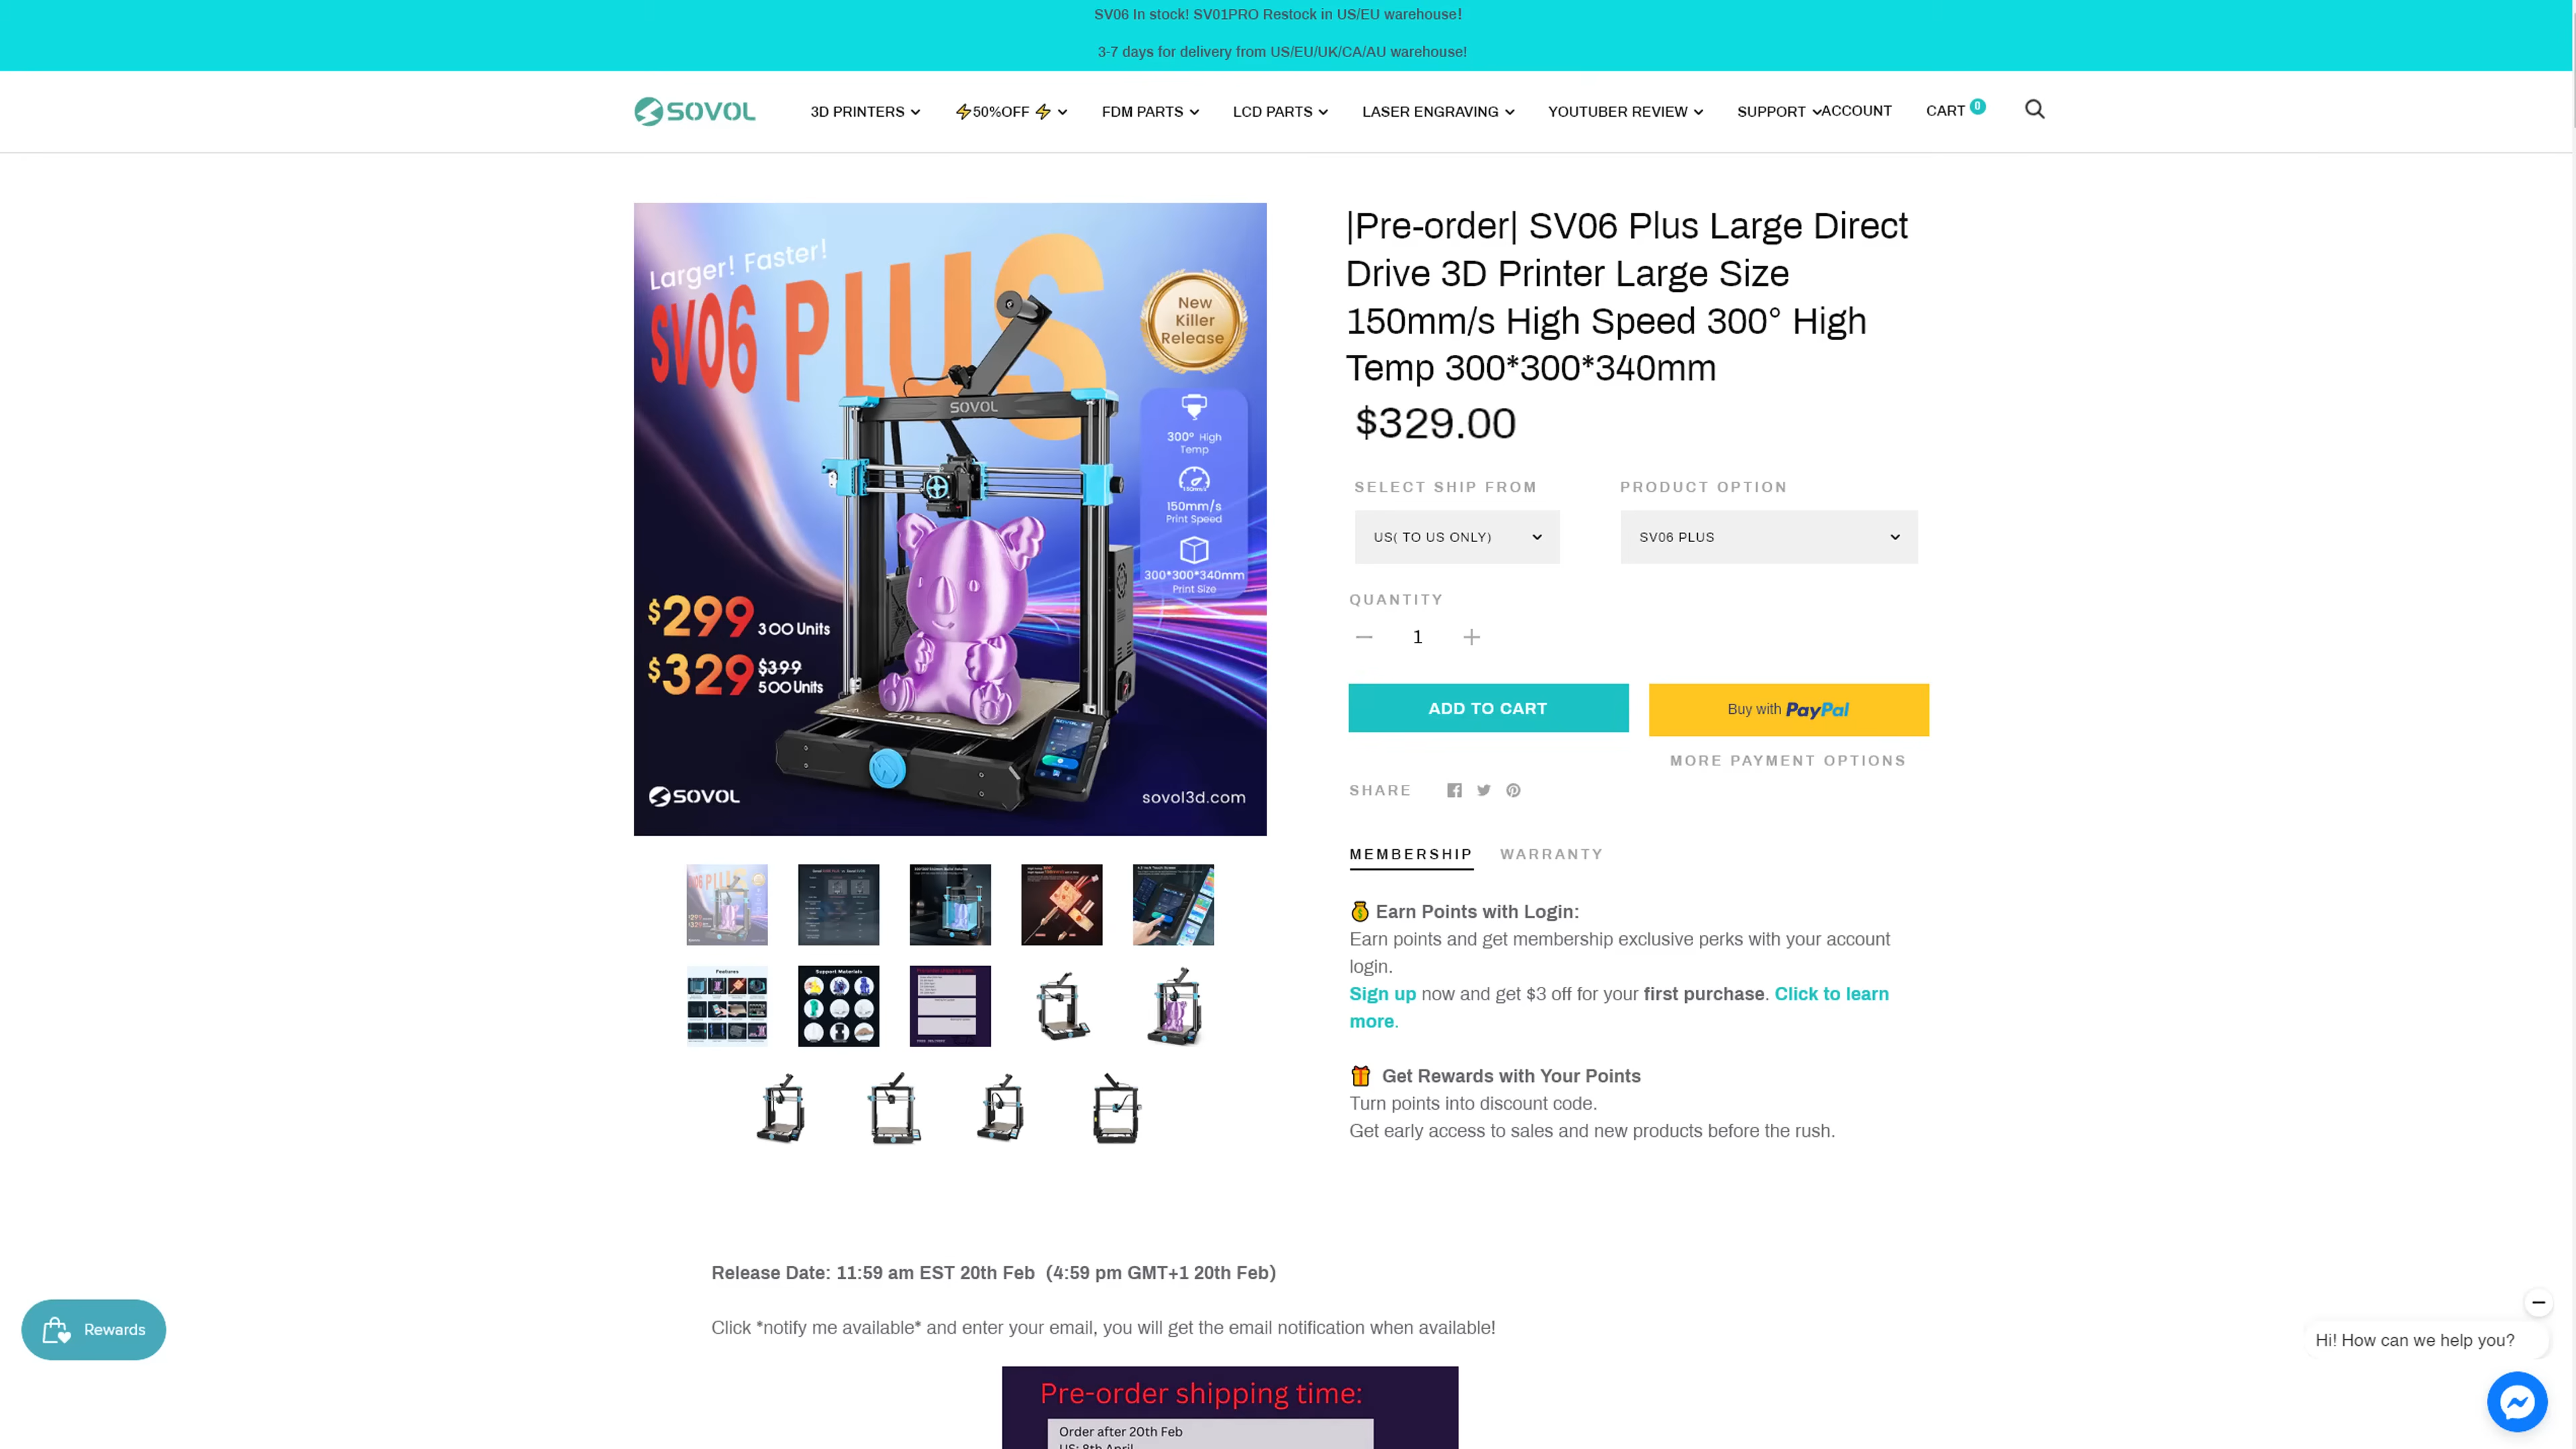 SV06 In stock! SV01PRO Restock in US/EU warehouse!
3-7 days for delivery from US/EU/UK/CA/AU warehouse!
SOVOL
3D PRINTERS
⚡50%OFF ⚡
FDM PARTS
LCD PARTS
LASER ENGRAVING
YOUTUBER REVIEW
SUPPORT
ACCOUNT
CART 0
Larger! Faster!
SV06 PLUS
New
Killer
Release
SOVOL
300° High
Temp
150mm/s
Print Speed
300*300*340mm
Print Size
$299 300 Units
$329 $399
500 Units
SOVOL
SOVOL
SOVOL
sovol3d.com
Features
Support Materials
|Pre-order| SV06 Plus Large Direct
Drive 3D Printer Large Size
150mm/s High Speed 300° High
Temp 300*300*340mm
$329.00
SELECT SHIP FROM
PRODUCT OPTION
US( TO US ONLY)
SV06 PLUS
QUANTITY
1
ADD TO CART
Buy with PayPal
MORE PAYMENT OPTIONS
SHARE
MEMBERSHIP
WARRANTY
💰 Earn Points with Login:
Earn points and get membership exclusive perks with your account
login.
Sign up now and get $3 off for your first purchase. Click to learn
more.
🎁 Get Rewards with Your Points
Turn points into discount code.
Get early access to sales and new products before the rush.
Release Date: 11:59 am EST 20th Feb (4:59 pm GMT+1 20th Feb)
Click *notify me available* and enter your email, you will get the email notification when available!
Pre-order shipping time:
Order after 20th Feb
US: 8th April
Rewards
Hi! How can we help you?